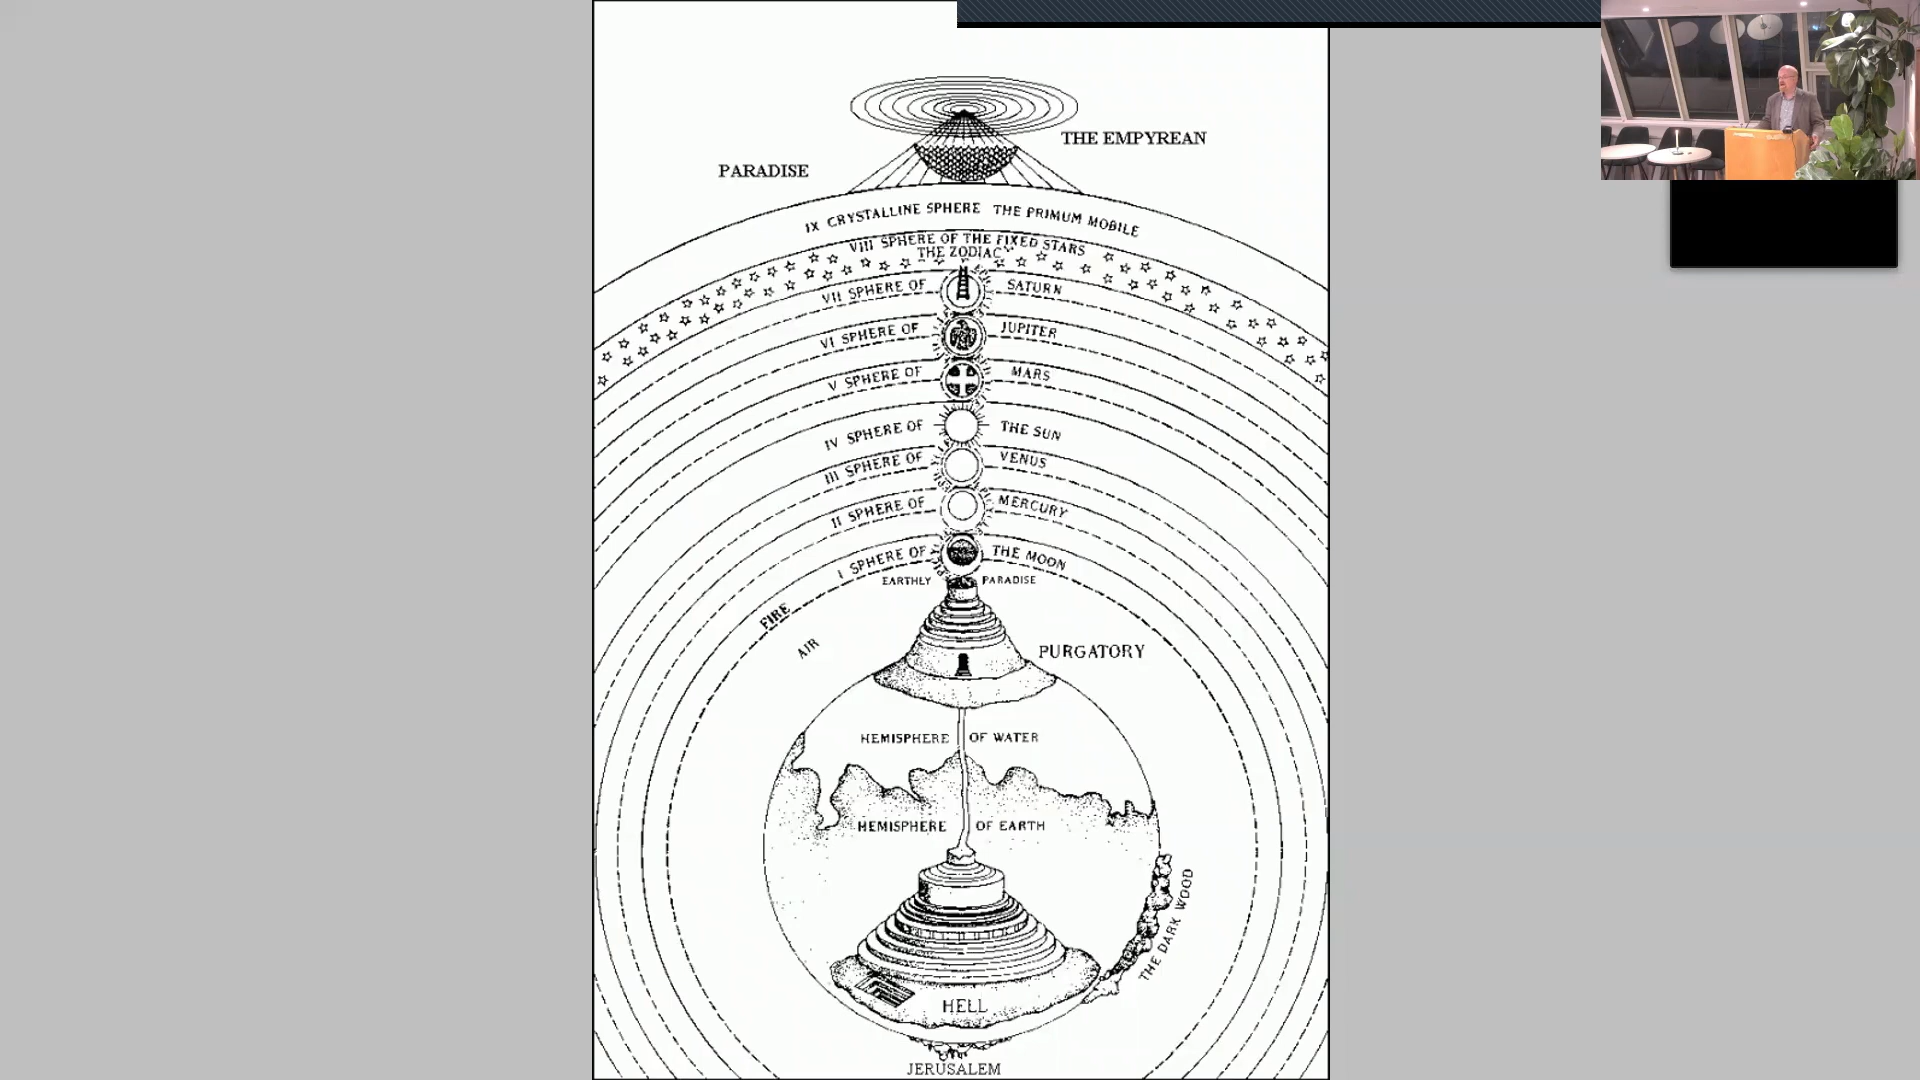 THE EMPYREAN
PARADISE
IX CRYSTALLINE SPHERE THE PRIMUM MOBILE
VIII SPHERE OF THE FIXED STARS
THE ZODIAC
VII SPHERE OF SATURN
VI SPHERE OF JUPITER
V SPHERE OF MARS
IV SPHERE OF THE SUN
III SPHERE OF VENUS
II SPHERE OF MERCURY
I SPHERE OF THE MOON
EARTHLY PARADISE
FIRE
AIR
PURGATORY
HEMISPHERE OF WATER
HEMISPHERE OF EARTH
THE DARK WOOD
HELL
JERUSALEM